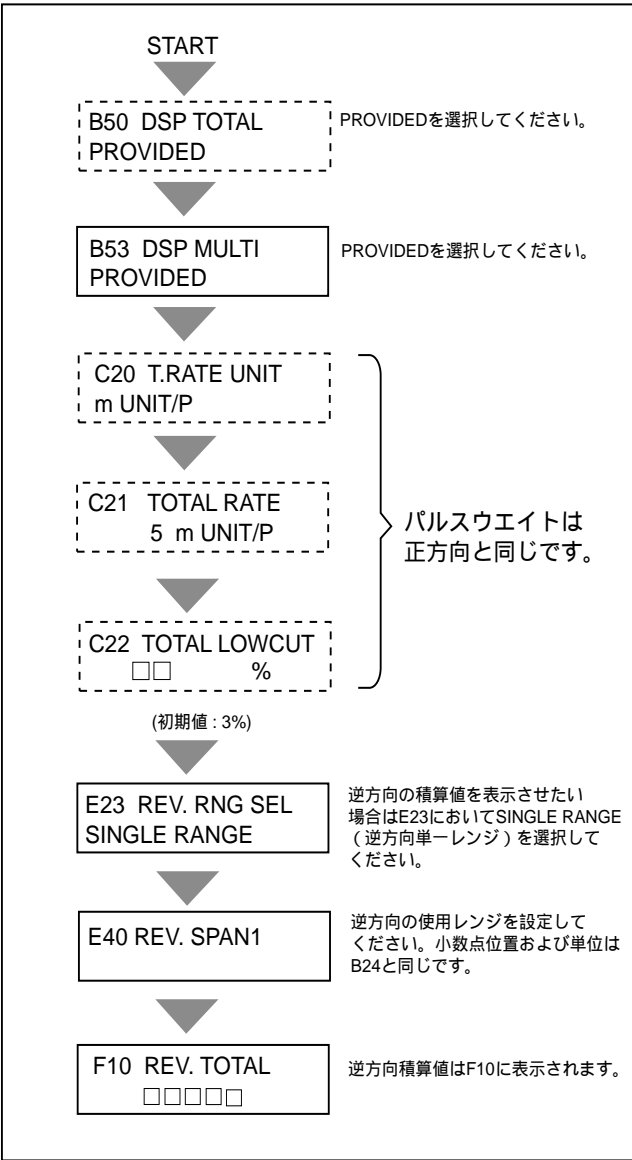 START
B50 DSP TOTAL
PROVIDED
PROVIDEDを選択してください。
B53 DSP MULTI
PROVIDED
PROVIDEDを選択してください。
C20 T.RATE UNIT
m UNIT/P
C21 TOTAL RATE
5 m UNIT/P
C22 TOTAL LOWCUT
□□ %
パルスウエイトは
正方向と同じです。
(初期値 : 3%)
E23 REV. RNG SEL
SINGLE RANGE
逆方向の積算値を表示させたい
場合はE23においてSINGLE RANGE
（逆方向単一レンジ）を選択して
ください。
E40 REV. SPAN1
逆方向の使用レンジを設定して
ください。小数点位置および単位は
B24と同じです。
F10 REV. TOTAL
□□□□□
逆方向積算値はF10に表示されます。